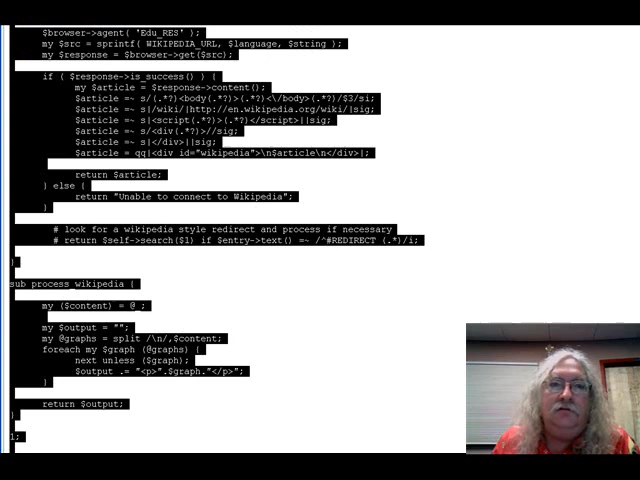 $browser->agent( 'Edu_RES' );
my $src = sprintf( WIKIPEDIA_URL, $language, $string );
my $response = $browser->get($src);
if ( $response->is_success() ) {
my $article = $response->content();
$article =~ s/(.*?)<body(.*?)>(.*?)<\/body>(.*?)/$3/si;
$article =~ s|/wiki/|http://en.wikipedia.org/wiki/|sig;
$article =~ s|<script(.*?)>(.*?)</script>||sig;
$article =~ s/<div(.*?)>//sig;
$article =~ s|</div>||sig;
$article = qq|<div id="wikipedia">\n$article\n</div>|;
return $article;
} else {
return "Unable to connect to Wikipedia";
}
# look for a wikipedia style redirect and process if necessary
# return $self->search($1) if $entry->text() =~ /^#REDIRECT (.*)/i;
}
sub process_wikipedia {
my ($content) = @_;
my $output = "";
my @graphs = split /\n/,$content;
foreach my $graph (@graphs) {
next unless ($graph);
$output .= "<p>".$graph."</p>";
}
return $output;
}
1;